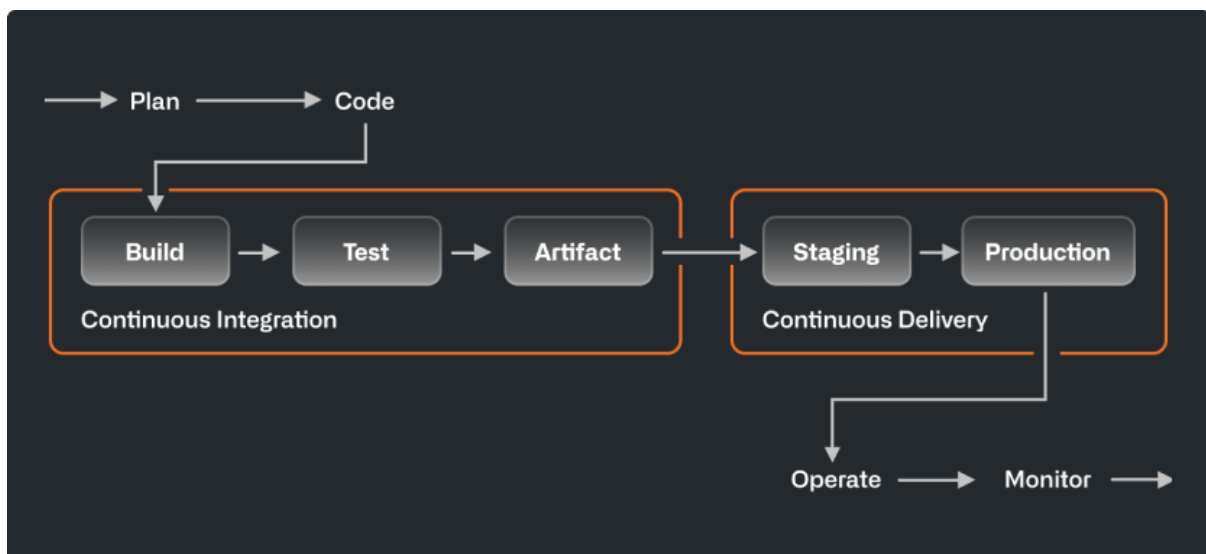 Plan
Code
Build
Test
Artifact
Continuous Integration
Staging
Production
Continuous Delivery
Operate
Monitor